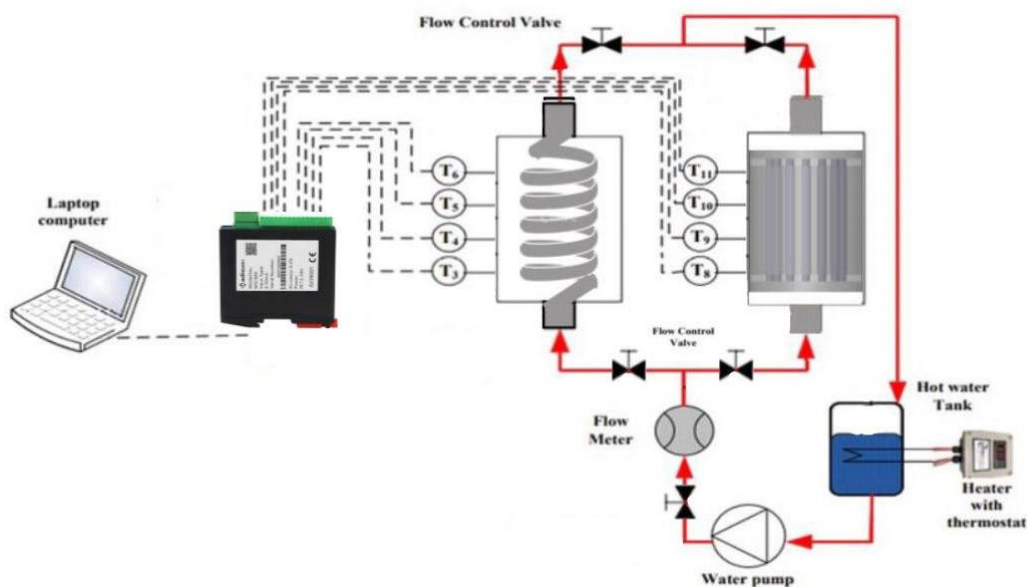 Flow Control Valve
T6
T11
Laptop
computer
T5
T10
T4
T9
T3
T8
Flow Control
Valve
Hot water
Tank
Flow
Meter
Heater
with
thermostat
Water pump